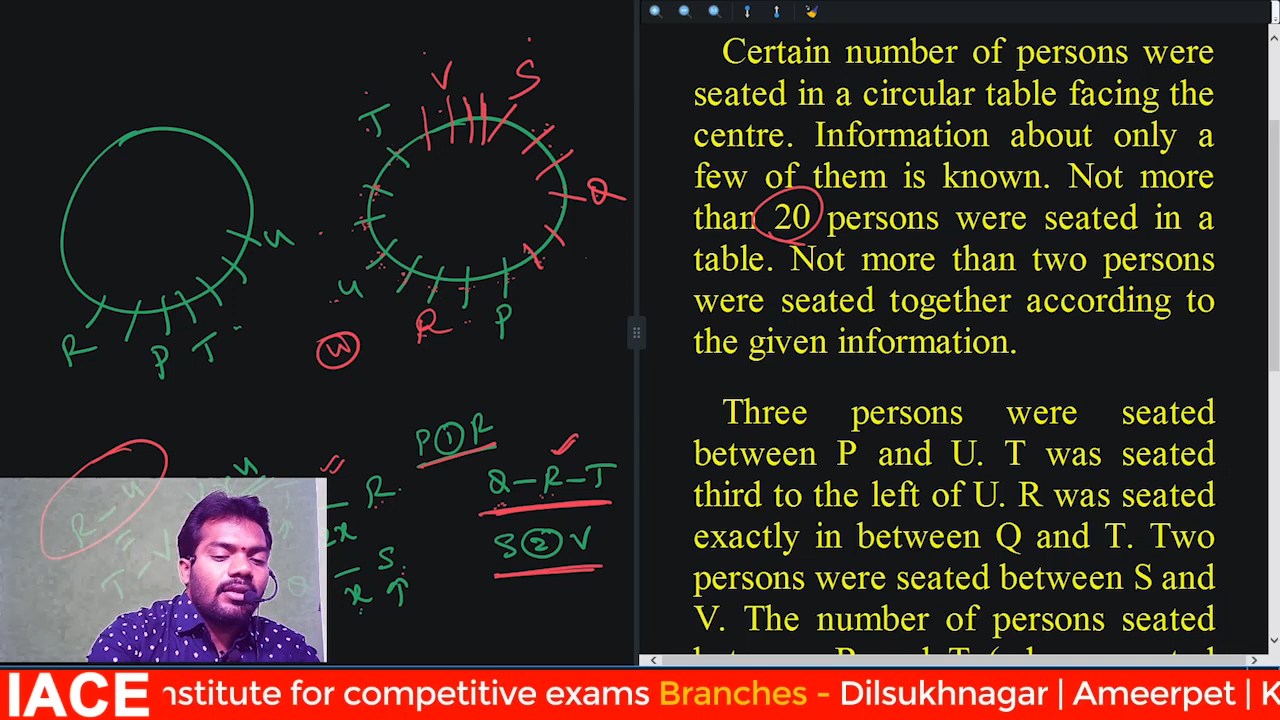 Certain number of persons were
seated in a circular table facing the
centre. Information about only a
few of them is known. Not more
than 20 persons were seated in a
table. Not more than two persons
were seated together according to
the given information.
Three persons were seated
between P and U. T was seated
third to the left of U. R was seated
exactly in between Q and T. Two
persons were seated between S and
V. The number of persons seated
u
R P T
T V S
Q
u
W R P
P 1 R
Q - R - T
S 2 V
R - u
u
R
2x
S
x ↑
IACE nstitute for competitive exams Branches - Dilsukhnagar | Ameerpet | K